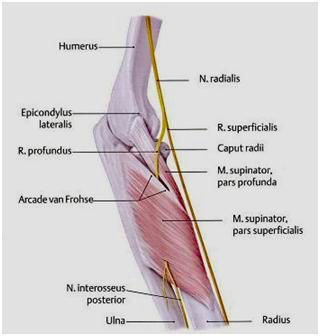 Humerus
N. radialis
Epicondylus
lateralis
R. superficialis
R. profundus
Caput radii
M. supinator,
pars profunda
Arcade van Frohse
M. supinator,
pars superficialis
N. interosseus
posterior
Ulna
Radius